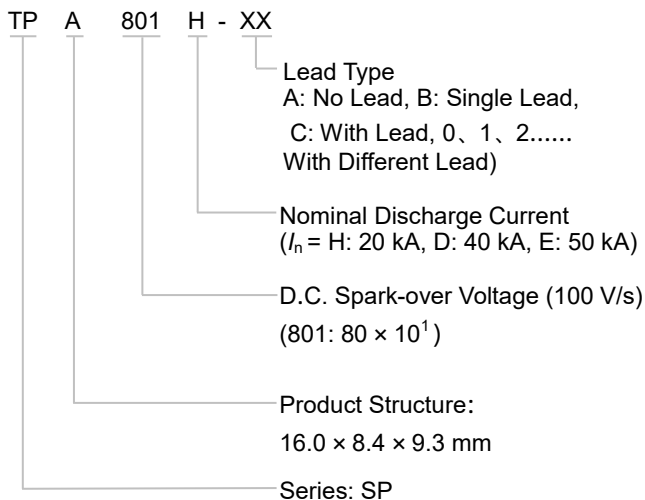 TP A 801 H - XX
Lead Type
A: No Lead, B: Single Lead,
C: With Lead, 0、1、2......
With Different Lead)
Nominal Discharge Current
(Iₙ = H: 20 kA, D: 40 kA, E: 50 kA)
D.C. Spark-over Voltage (100 V/s)
(801: 80 × 10¹)
Product Structure:
16.0 × 8.4 × 9.3 mm
Series: SP